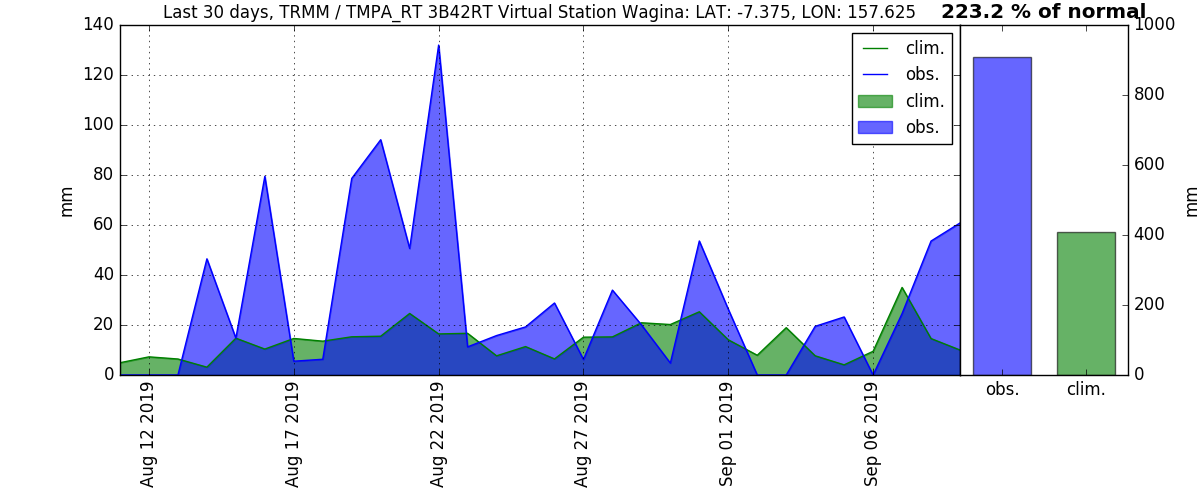 Last 30 days, TRMM / TMPA_RT 3B42RT Virtual Station Wagina: LAT: -7.375, LON: 157.625
223.2 % of normal
140
120
100
80
60
40
20
0
mm
Aug 12 2019
Aug 17 2019
Aug 22 2019
Aug 27 2019
Sep 01 2019
Sep 06 2019
clim.
obs.
clim.
obs.
1000
800
600
400
200
0
mm
obs.
clim.